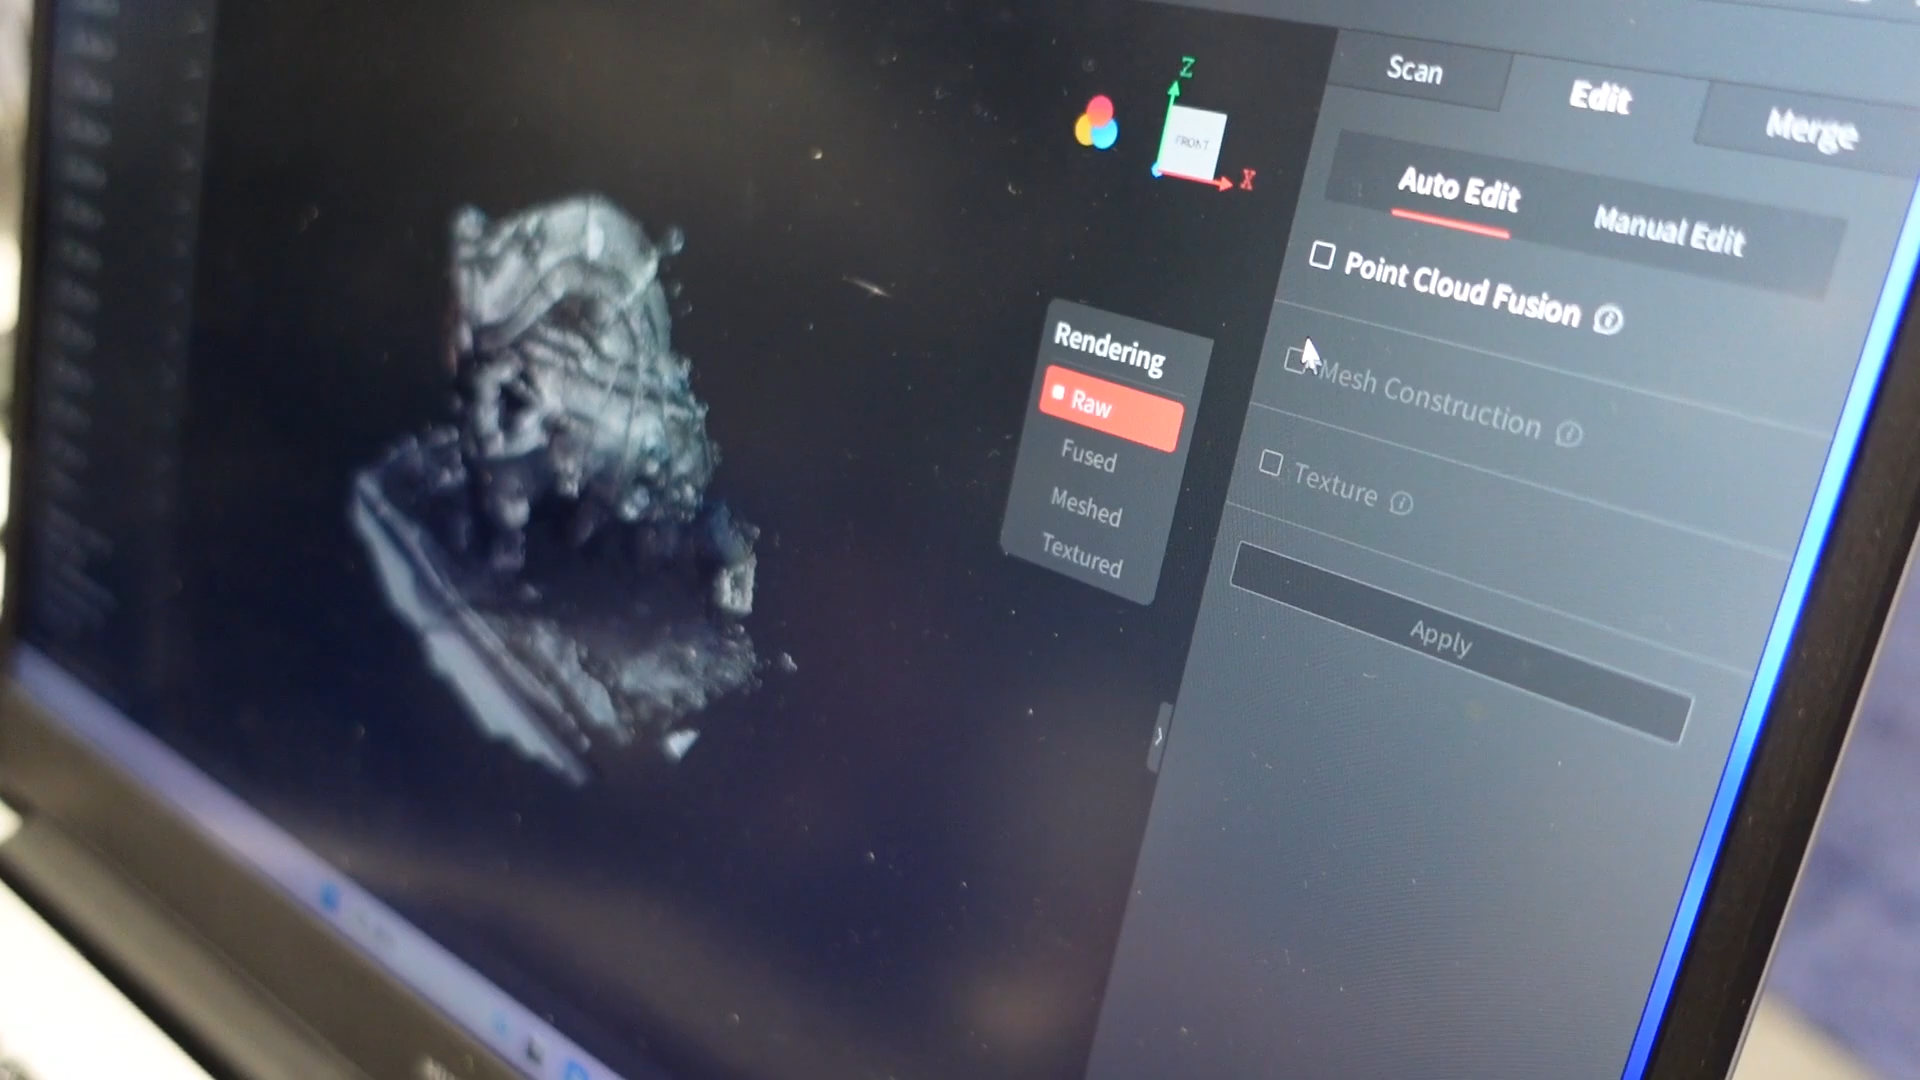 Scan
Edit
Merge
Auto Edit
Manual Edit
Point Cloud Fusion
Mesh Construction
Texture
Apply
Z
FRONT
X
Rendering
Raw
Fused
Meshed
Textured